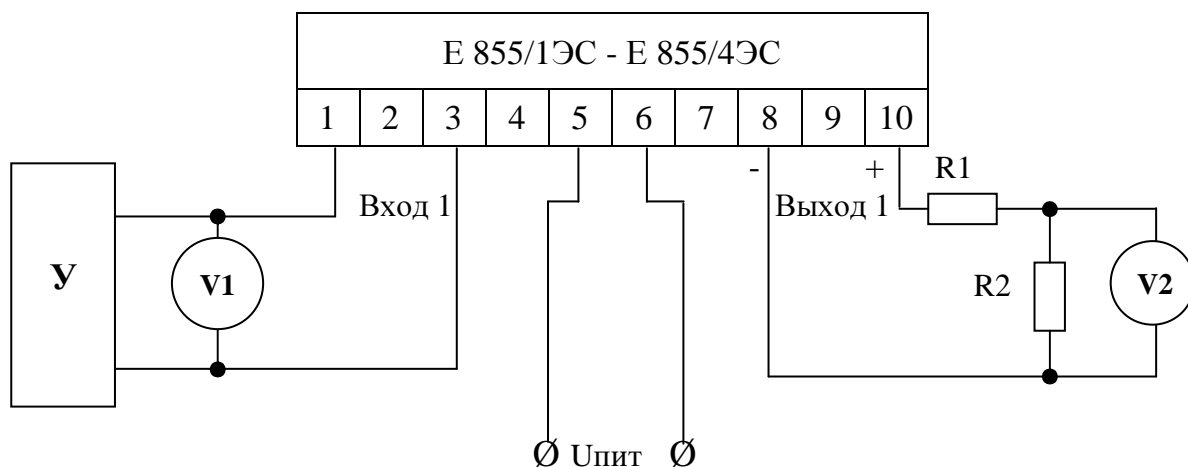 Е 855/1ЭС - Е 855/4ЭС
1 2 3 4 5 6 7 8 9 10
- + R1
Вход 1 Выход 1
У V1 R2 V2
Ø Uпит Ø